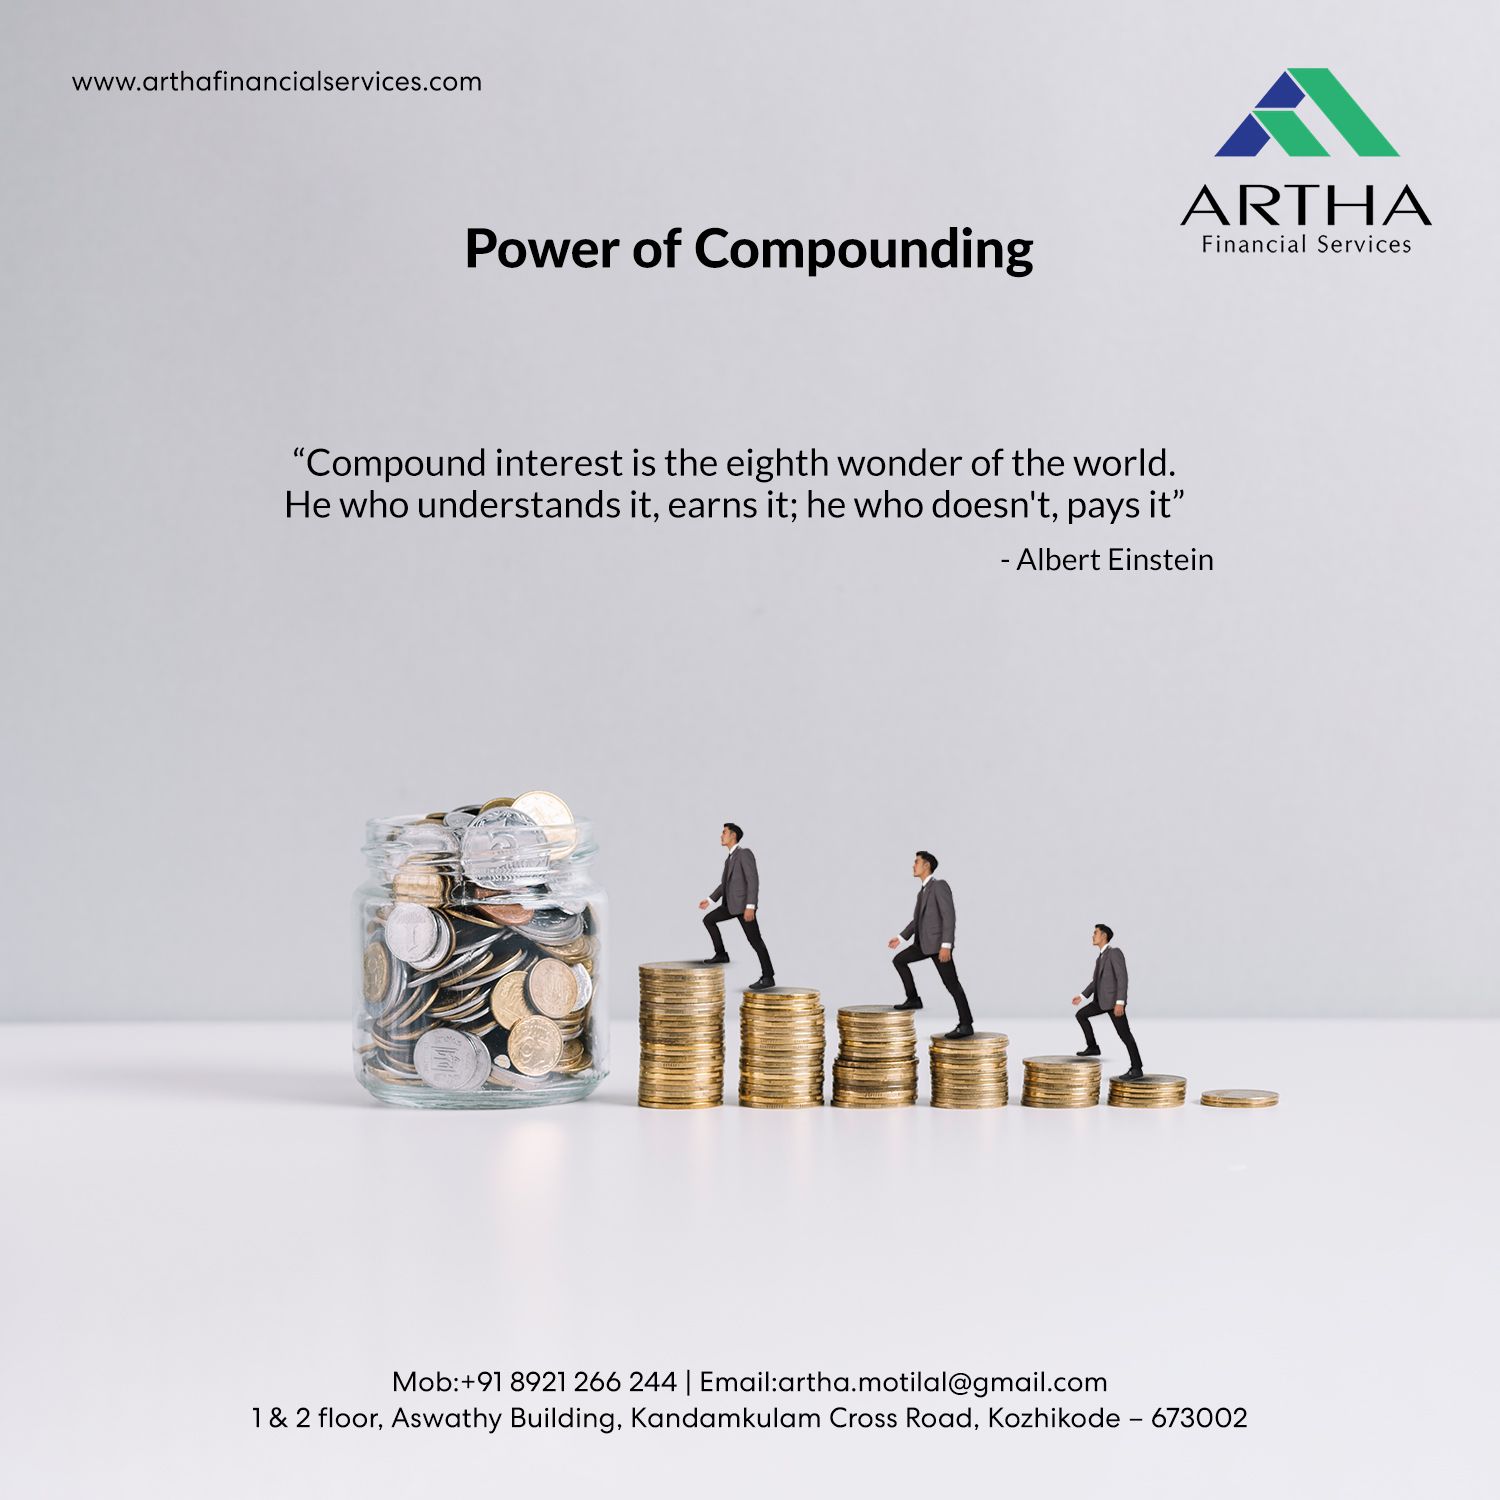 www.arthafinancialservices.com
ARTHA
Financial Services
Power of Compounding
“Compound interest is the eighth wonder of the world.
He who understands it, earns it; he who doesn't, pays it”
- Albert Einstein
Mob:+91 8921 266 244 | Email:artha.motilal@gmail.com
1 & 2 floor, Aswathy Building, Kandamkulam Cross Road, Kozhikode – 673002